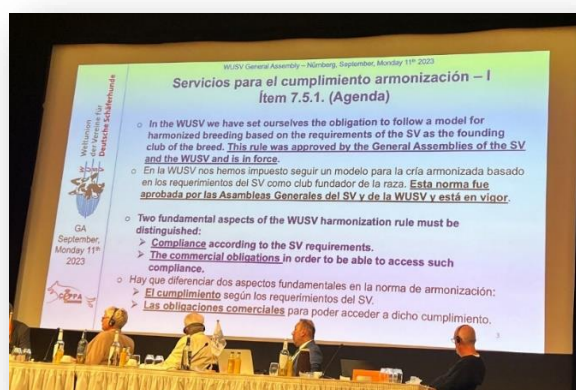 WUSV General Assembly – Nürnberg, September, Monday 11th 2023
Servicios para el cumplimiento armonización – I
Ítem 7.5.1. (Agenda)
Weltunion
der Vereine für
Deutsche Schäferhunde
WUSV
GA
September,
Monday 11th
2023
○ In the WUSV we have set ourselves the obligation to follow a model for
harmonized breeding based on the requirements of the SV as the founding
club of the breed. This rule was approved by the General Assemblies of the SV
and the WUSV and is in force.
○ En la WUSV nos hemos impuesto seguir un modelo para la cría armonizada basado
en los requerimientos del SV como club fundador de la raza. Esta norma fue
aprobada por las Asambleas Generales del SV y de la WUSV y está en vigor.
○ Two fundamental aspects of the WUSV harmonization rule must be
distinguished:
➢ Compliance according to the SV requirements.
➢ The commercial obligations in order to be able to access such
compliance.
○ Hay que diferenciar dos aspectos fundamentales en la norma de armonización:
➢ El cumplimiento según los requerimientos del SV.
➢ Las obligaciones comerciales para poder acceder a dicho cumplimiento.
3